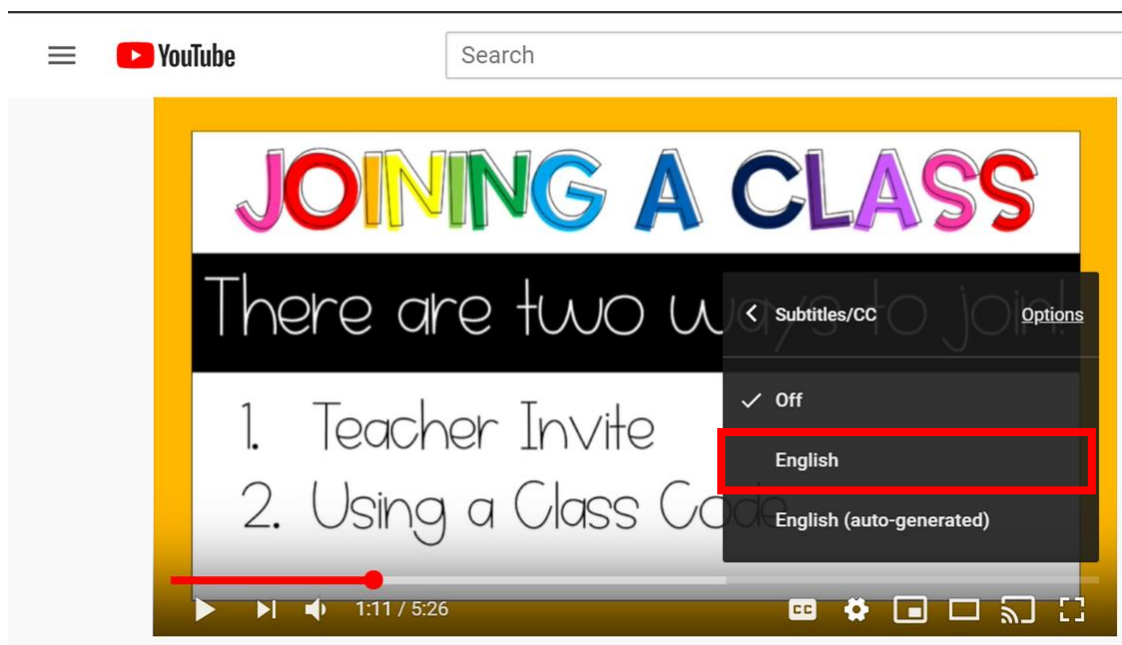 YouTube
Search
JOINING A CLASS
There are two ways to join!
1. Teacher Invite
2. Using a Class Code
Subtitles/CC
Options
Off
English
English (auto-generated)
1:11 / 5:26
CC